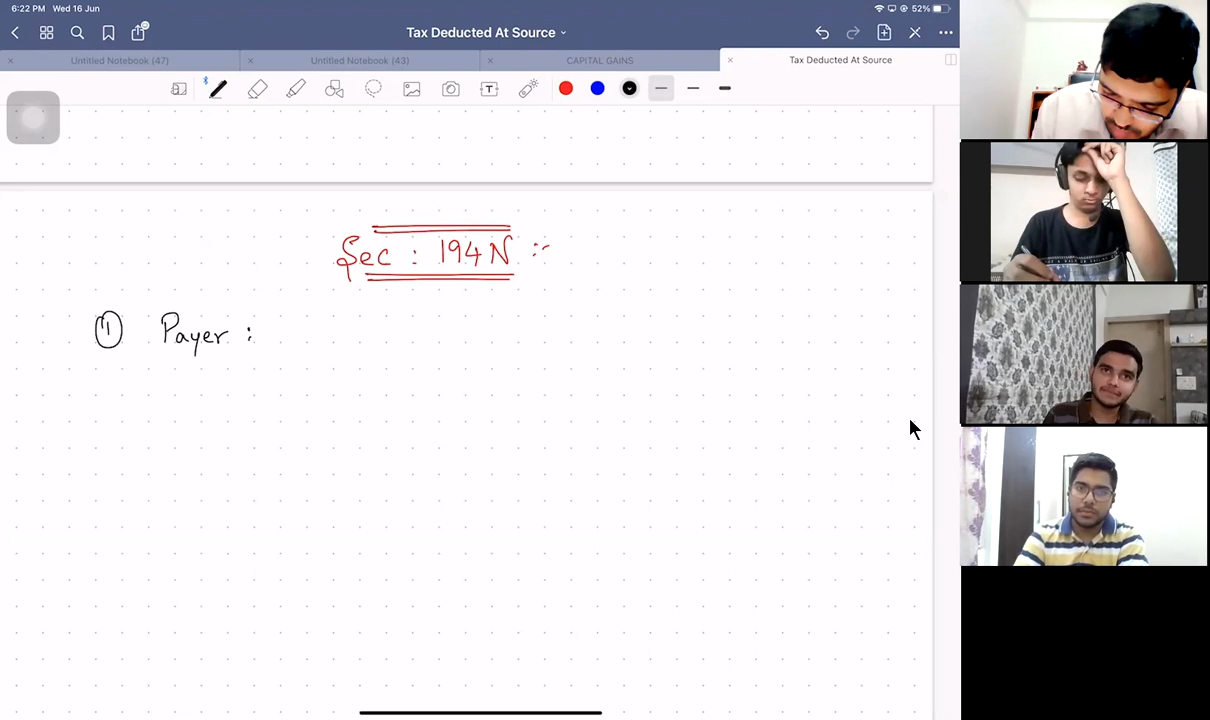 6:22 PM Wed 16 Jun
52%
Tax Deducted At Source
Untitled Notebook (47)
Untitled Notebook (43)
CAPITAL GAINS
Tax Deducted At Source
T
Sec : 194N :-
① Payer :